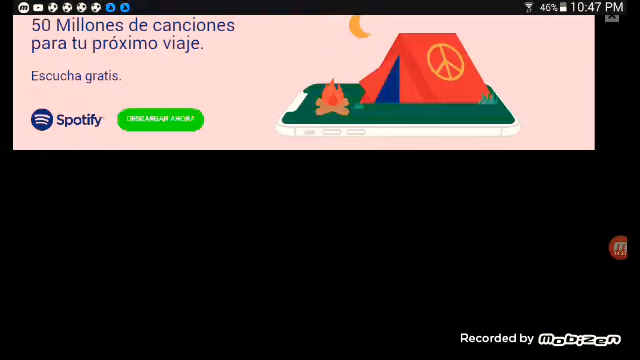 46% 10:47 PM
50 Millones de canciones
para tu próximo viaje.
Escucha gratis.
Spotify
DESCARGAR AHORA
Recorded by Mobizen